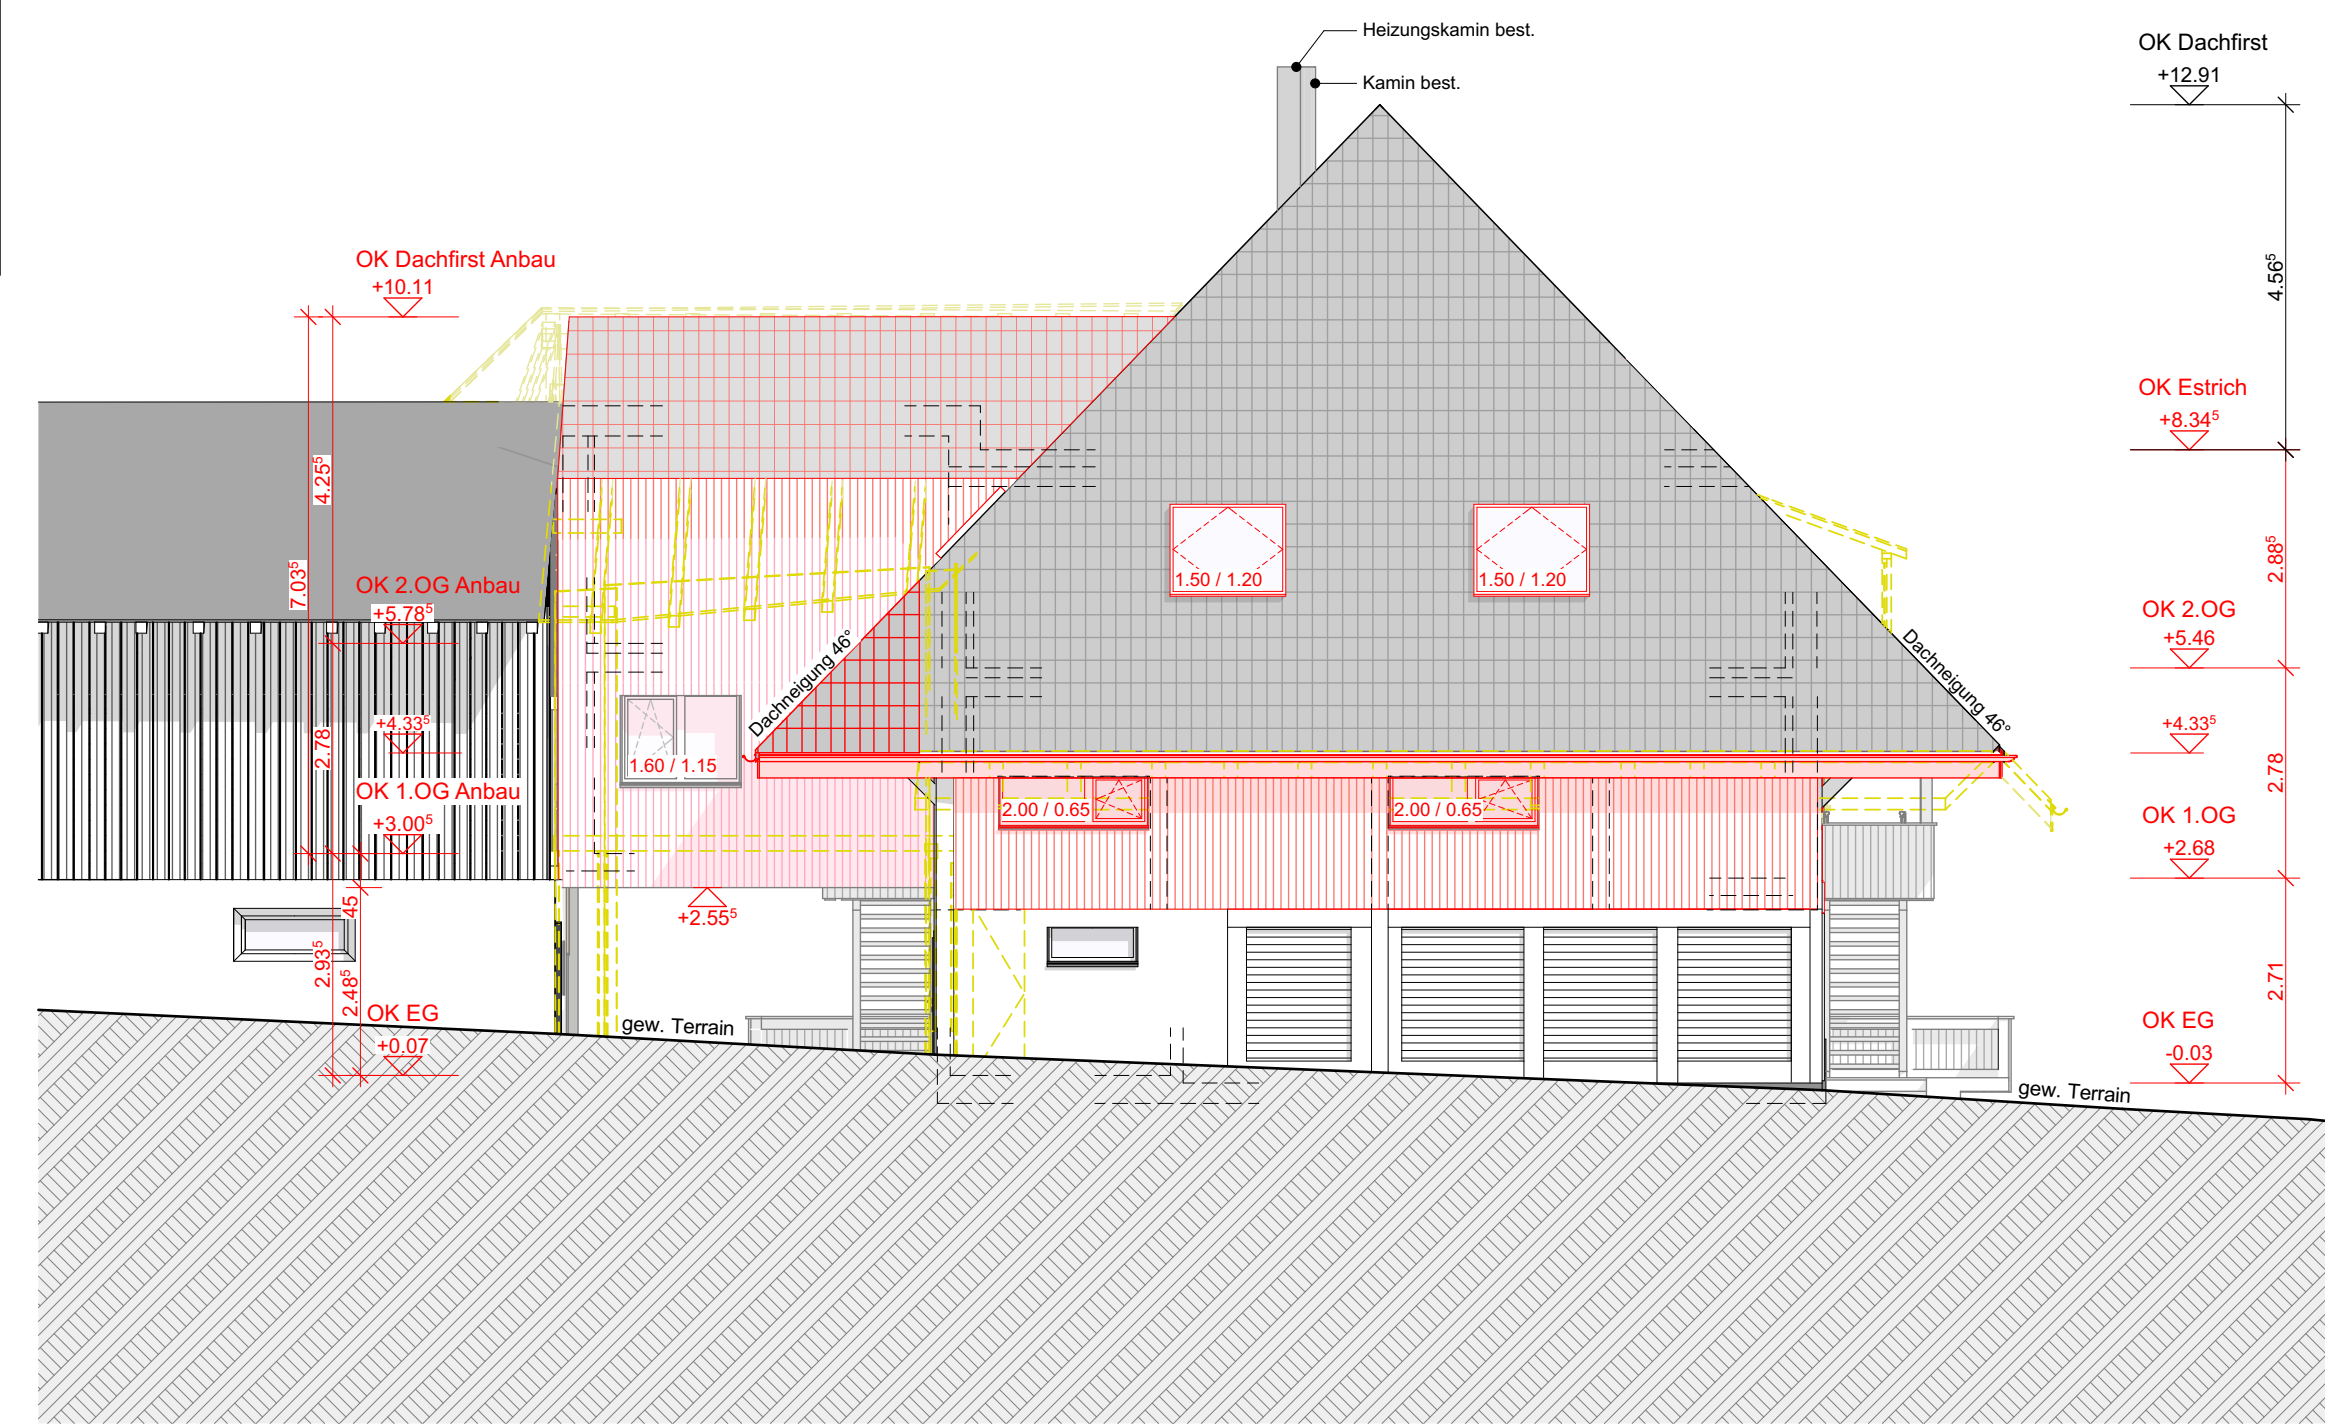 Heizungskamin best.
Kamin best.
OK Dachfirst
+12.91
4.56⁵
OK Dachfirst Anbau
+10.11
OK Estrich
+8.34⁵
4.25⁵
7.03⁵
2.88⁵
1.50 / 1.20
1.50 / 1.20
OK 2.OG Anbau
+5.78⁵
OK 2.OG
+5.46
Dachneigung 46°
Dachneigung 46°
+4.33⁵
+4.33⁵
2.78
2.78
1.60 / 1.15
OK 1.OG Anbau
+3.00⁵
2.00 / 0.65
2.00 / 0.65
OK 1.OG
+2.68
45
+2.55⁵
2.93⁵
2.48⁵
2.71
OK EG
+0.07
gew. Terrain
OK EG
-0.03
gew. Terrain